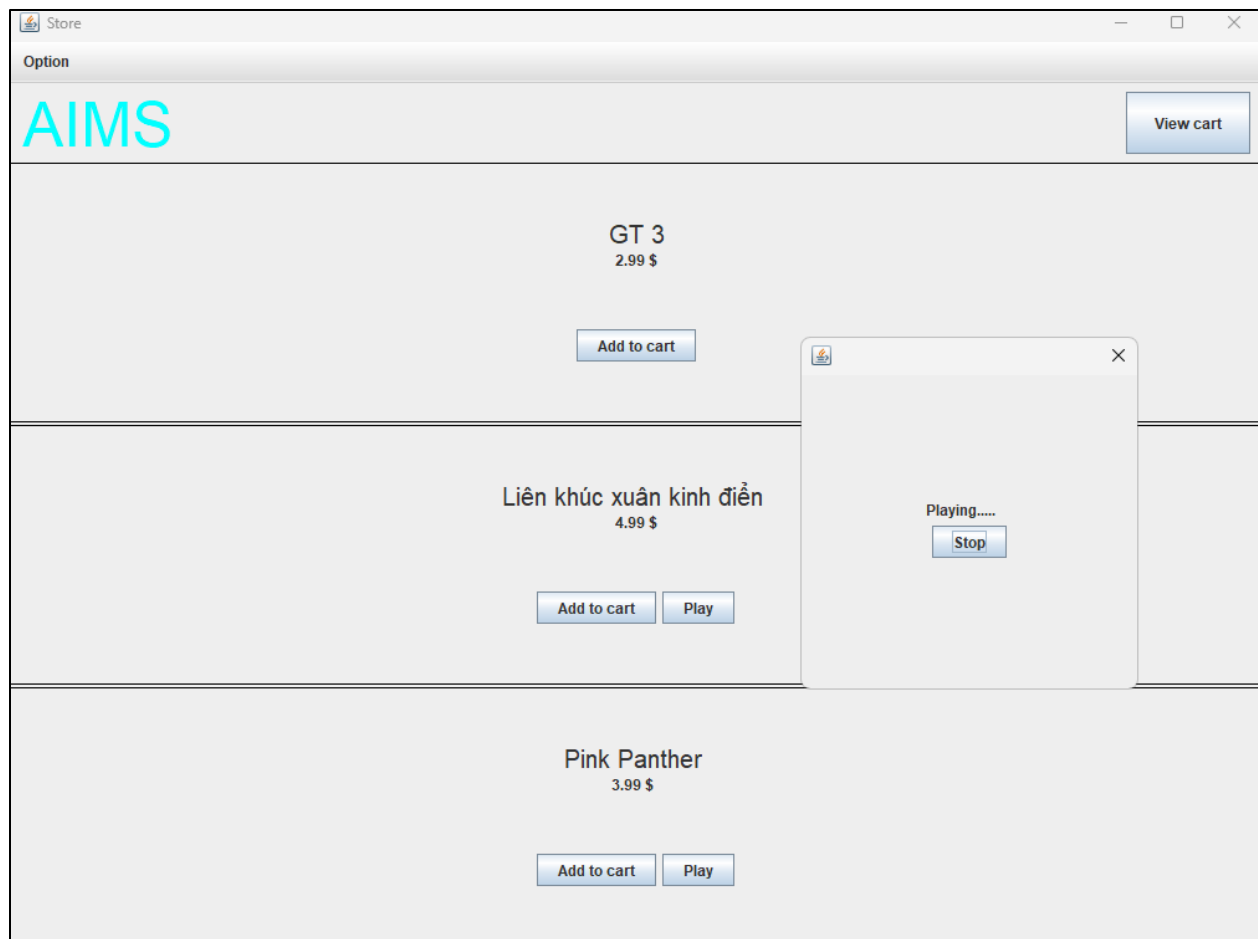 Store
Option
AIMS
View cart
GT 3
2.99 $
Add to cart
Liên khúc xuân kinh điển
4.99 $
Add to cart Play
Playing.....
Stop
Pink Panther
3.99 $
Add to cart Play